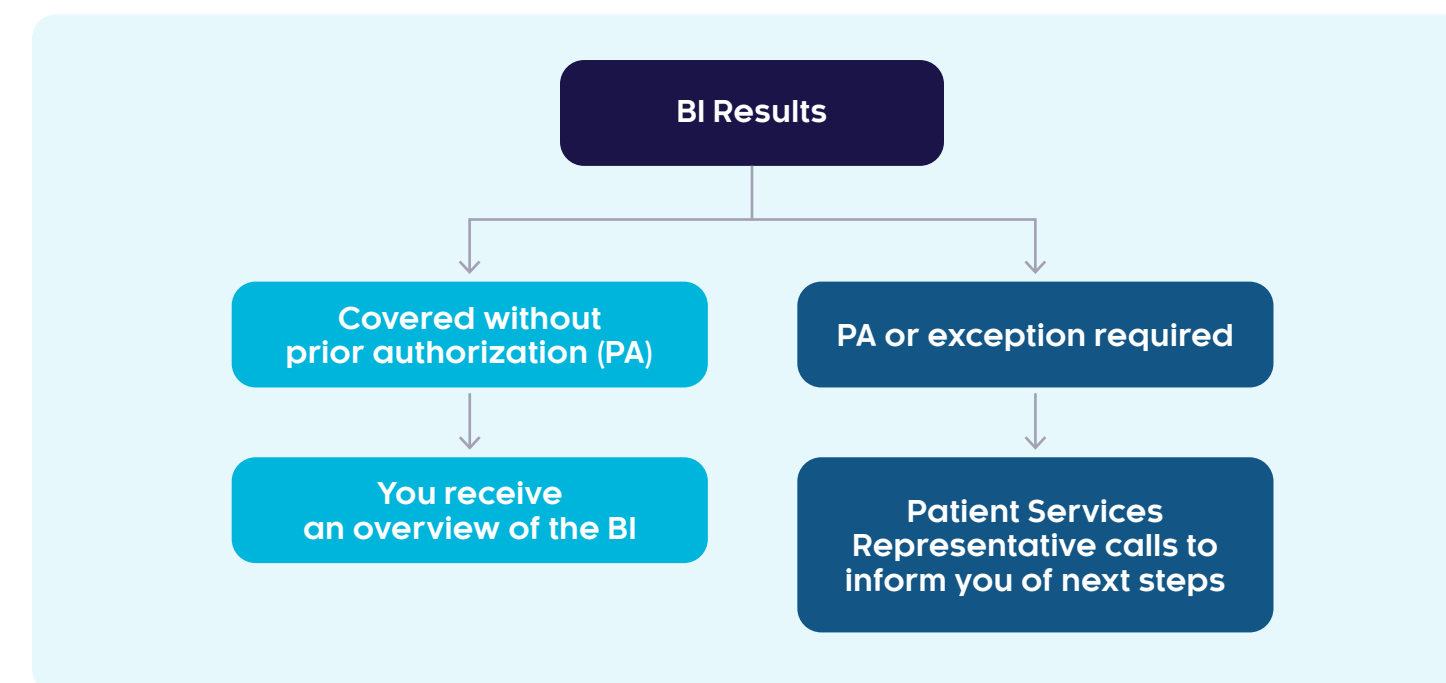 BI Results
Covered without
prior authorization (PA)
PA or exception required
You receive
an overview of the BI
Patient Services
Representative calls to
inform you of next steps